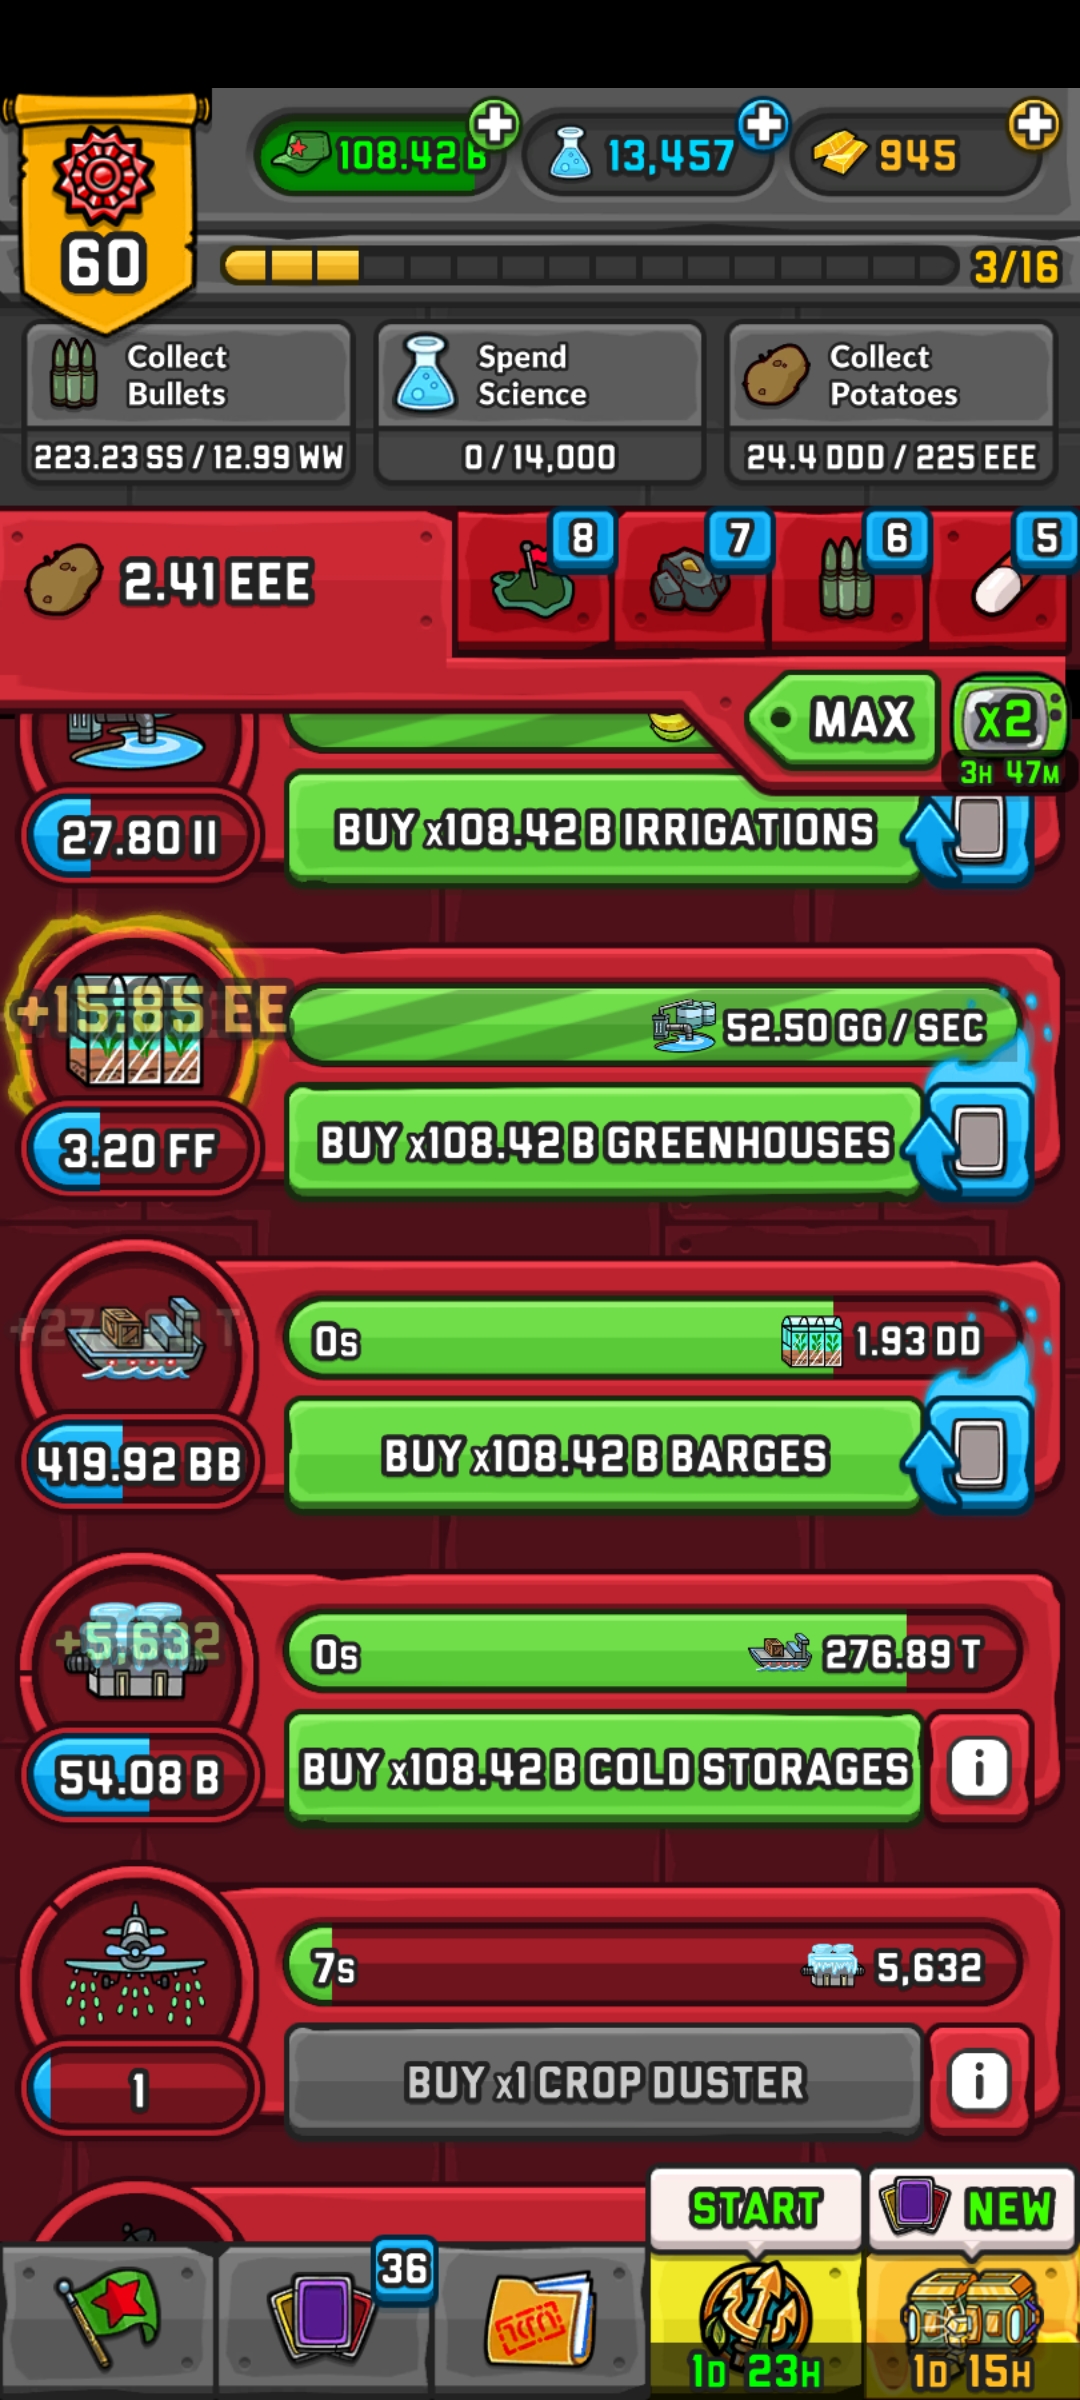 108.42 B
13,457
945
60
3/16
Collect
Bullets
Spend
Science
Collect
Potatoes
223.23 SS / 12.99 WW
0 / 14,000
24.4 DDD / 225 EEE
2.41 EEE
8
7
6
5
MAX
x2
3H 47M
27.80 II
BUY x108.42 B IRRIGATIONS
+15.85 EE
52.50 GG / SEC
3.20 FF
BUY x108.42 B GREENHOUSES
0s
1.93 DD
419.92 BB
BUY x108.42 B BARGES
+5,632
0s
276.89 T
54.08 B
BUY x108.42 B COLD STORAGES
i
7s
5,632
1
BUY x1 CROP DUSTER
i
START
NEW
36
1D 23H
1D 15H